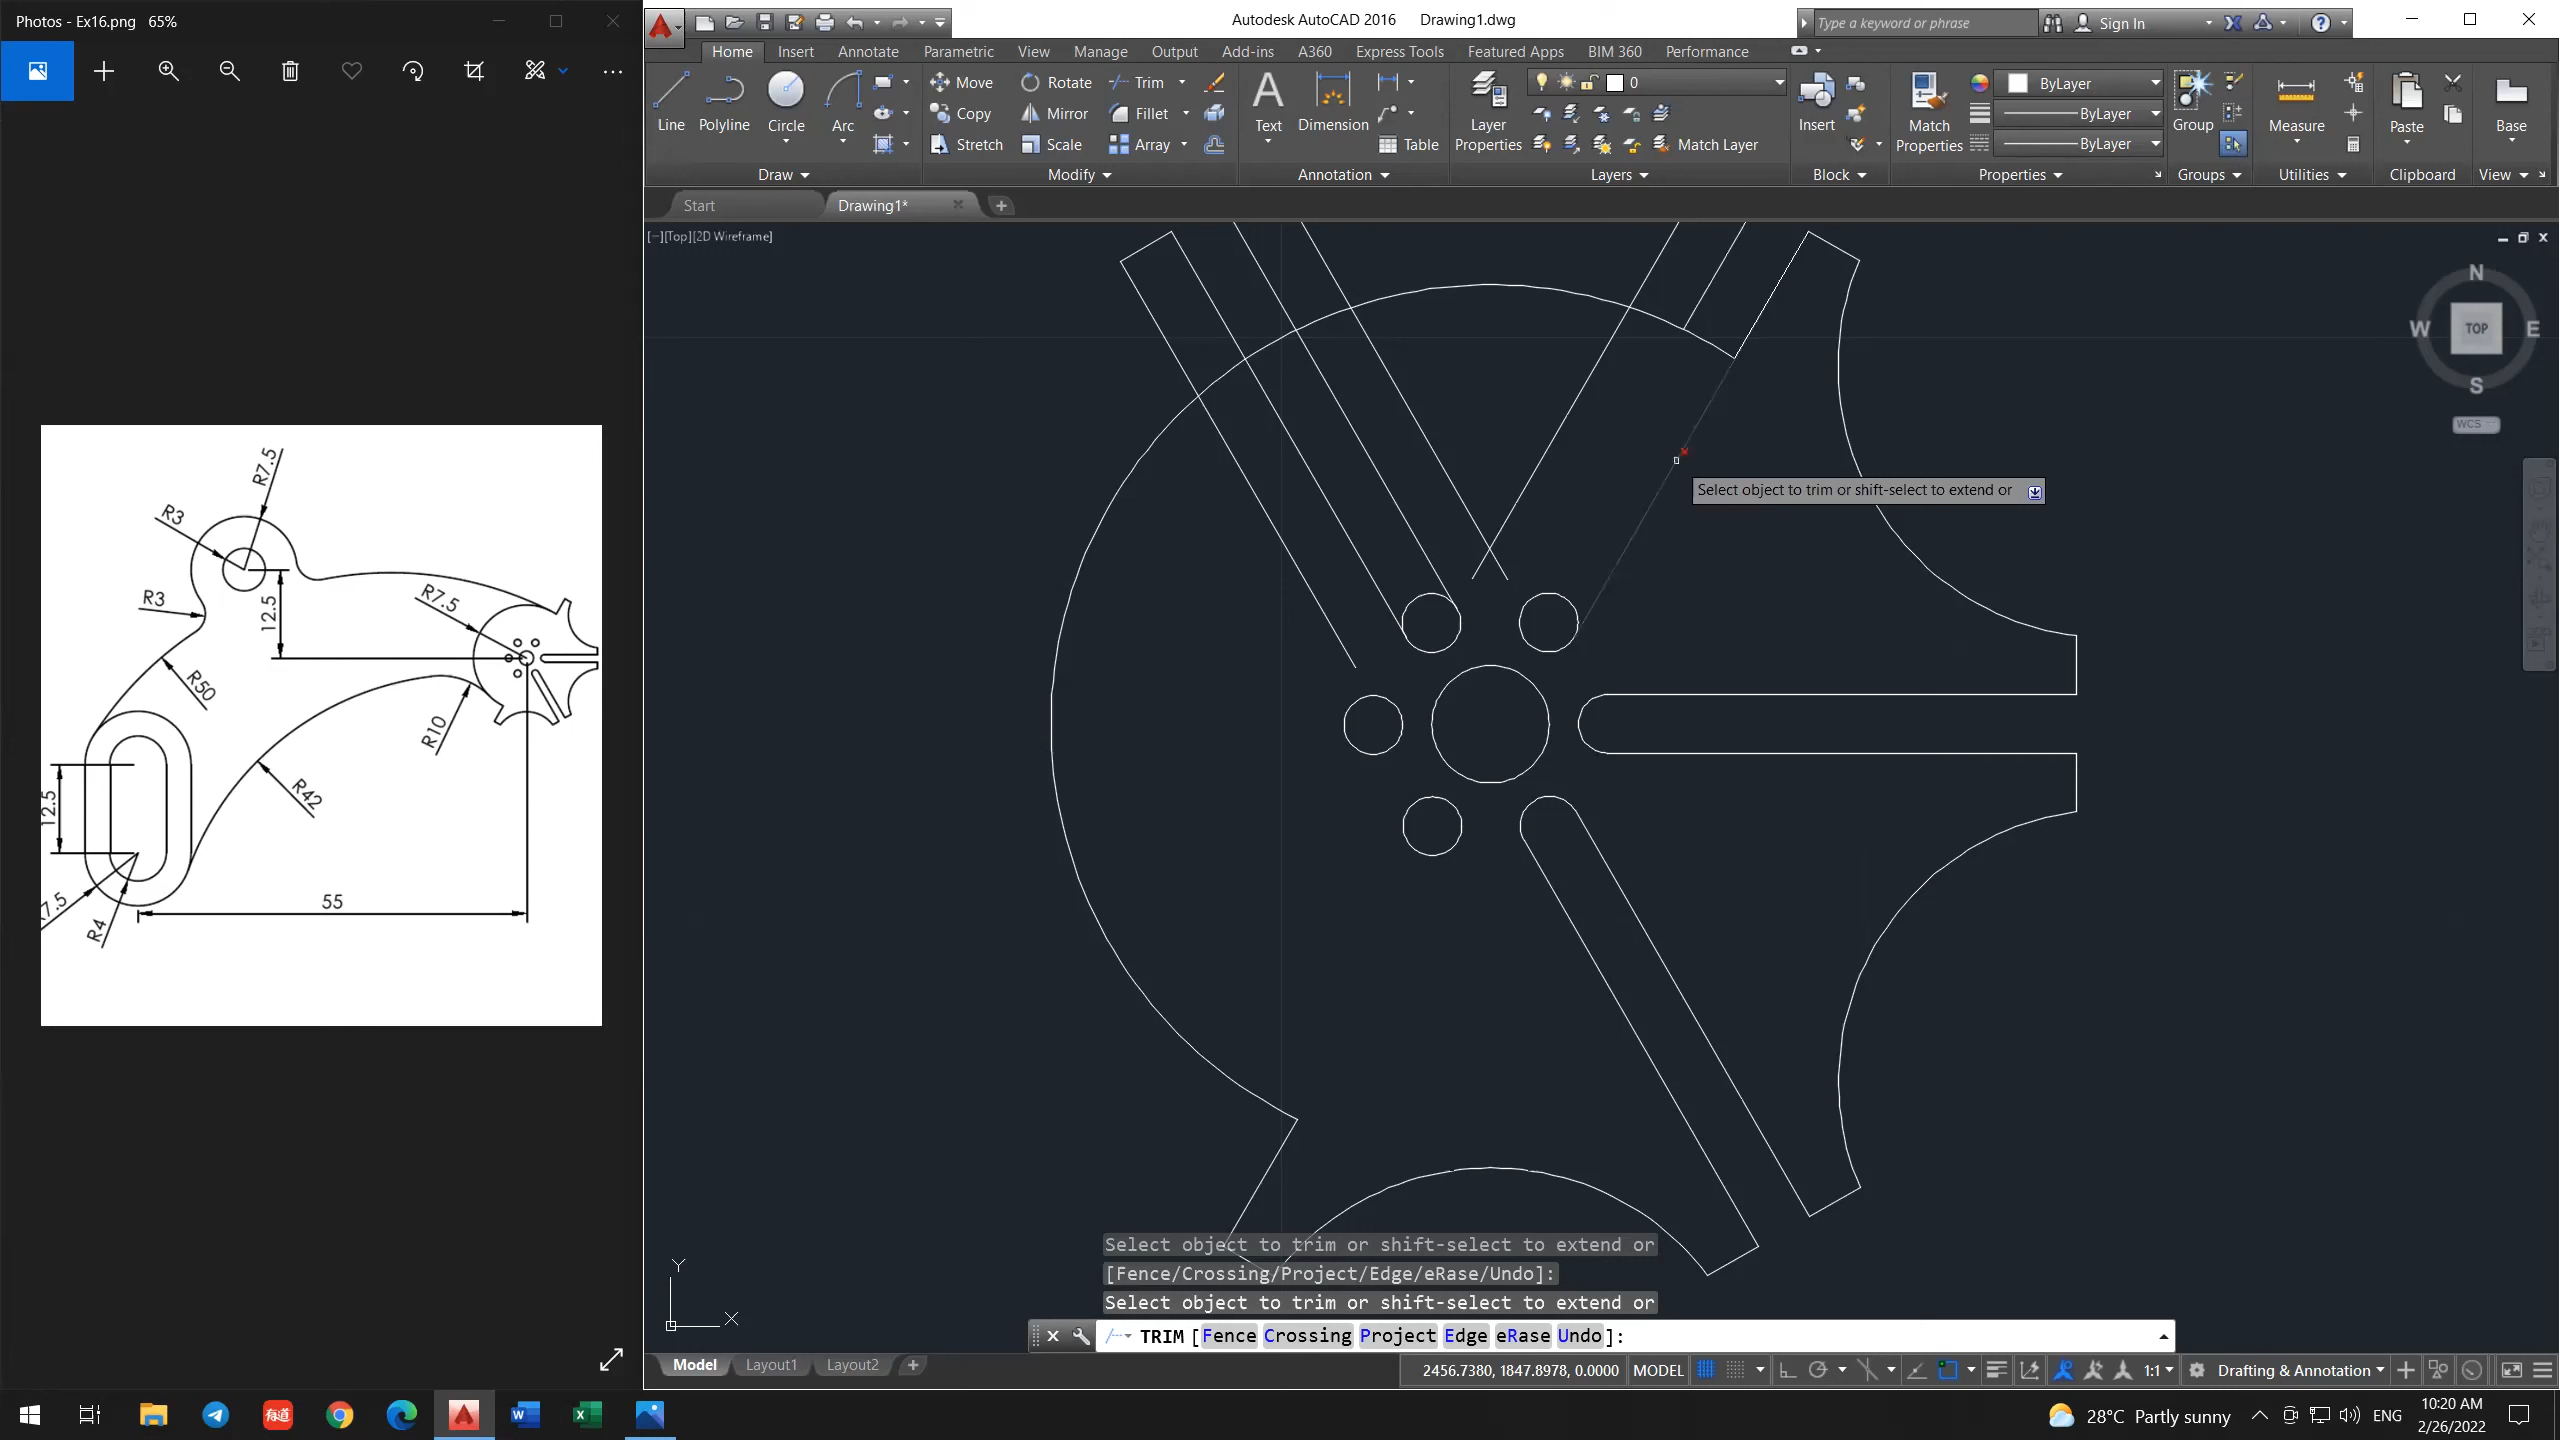 Photos - Ex16.png   65%
Autodesk AutoCAD 2016   Drawing1.dwg
Type a keyword or phrase
Sign In
Home
Insert
Annotate
Parametric
View
Manage
Output
Add-ins
A360
Express Tools
Featured Apps
BIM 360
Performance
Line
Polyline
Circle
Arc
Move
Copy
Stretch
Rotate
Mirror
Scale
Trim
Fillet
Array
Text
Dimension
Table
Layer
Properties
0
Match Layer
Insert
Match
Properties
ByLayer
ByLayer
ByLayer
Group
Measure
Paste
Base
Draw
Modify
Annotation
Layers
Block
Properties
Groups
Utilities
Clipboard
View
Start
Drawing1*
[−][Top][2D Wireframe]
N
W
TOP
E
S
WCS
R7.5
R3
R3
12.5
R7.5
R50
R10
R42
12.5
R4
55
Select object to trim or shift-select to extend or
Select object to trim or shift-select to extend or
[Fence/Crossing/Project/Edge/eRase/Undo]:
Select object to trim or shift-select to extend or
TRIM [Fence Crossing Project Edge eRase Undo]:
Y
X
Model
Layout1
Layout2
2456.7380, 1847.8978, 0.0000
MODEL
1:1
Drafting & Annotation
有道
28°C Partly sunny
ENG
10:20 AM
2/26/2022